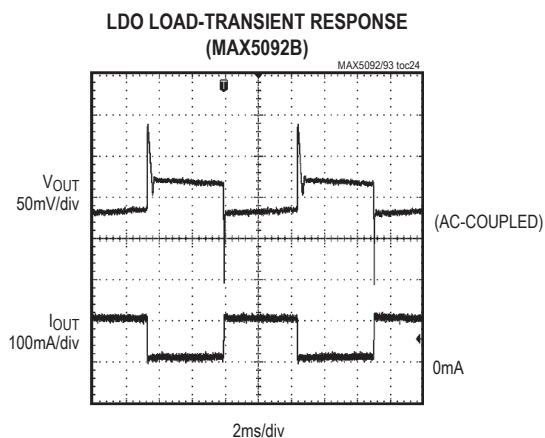 LDO LOAD-TRANSIENT RESPONSE
(MAX5092B)
MAX5092/93 toc24
T
VOUT
50mV/div
(AC-COUPLED)
IOUT
100mA/div
0mA
2ms/div